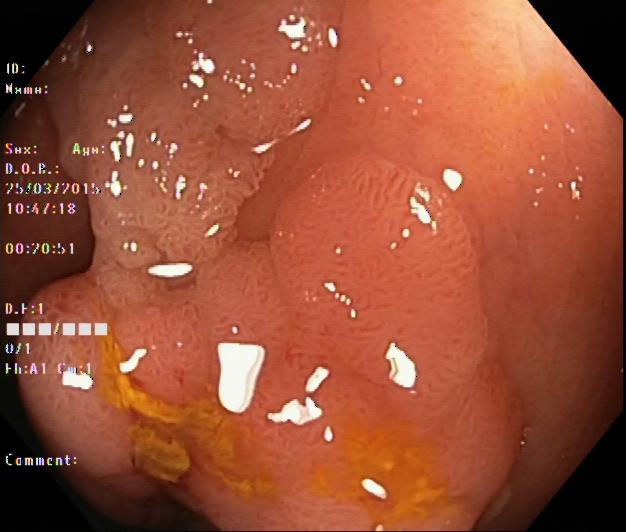 ID:
Name:
Sex: Age:
D.O.B.:
25/03/2015
10:47:18
00:20:51
D.F:1
■■■/■■■
0/1
Eh:A1 Cm:1
Comment: